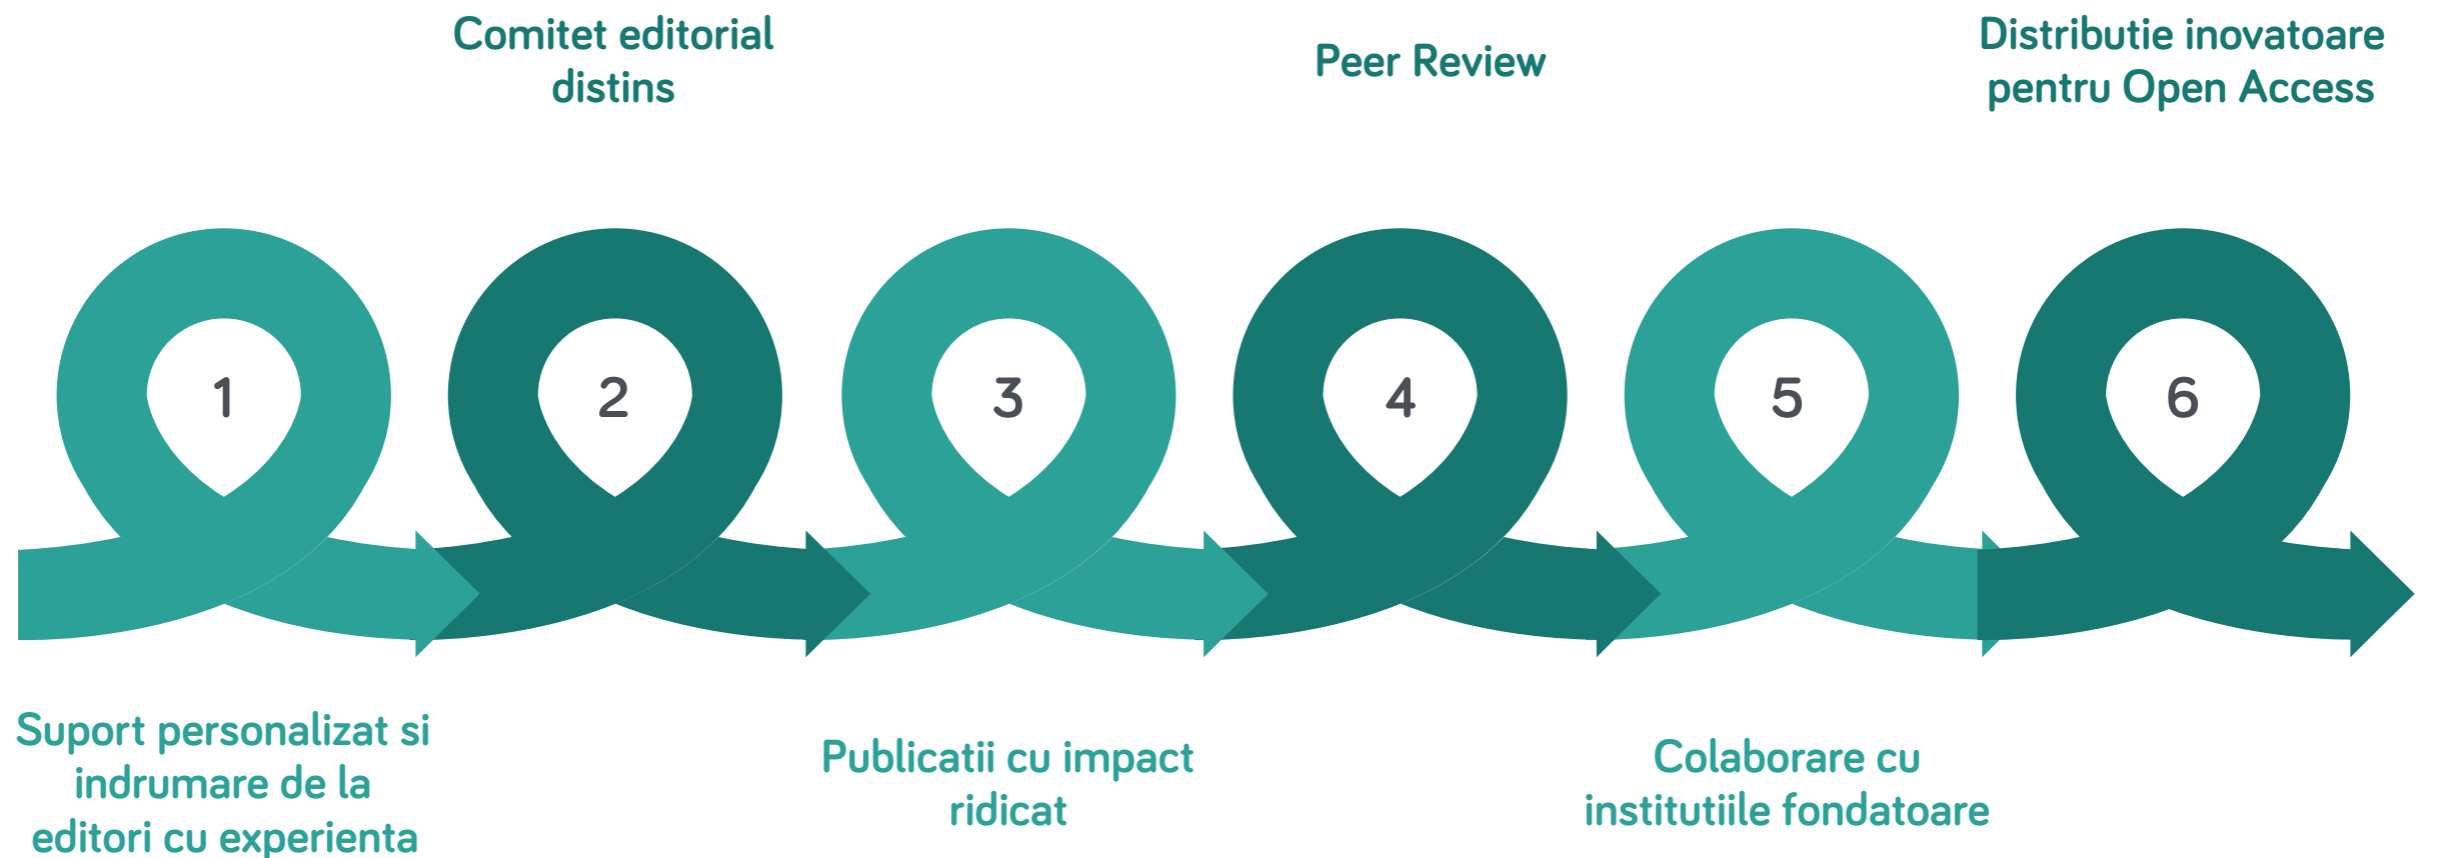 Comitet editorial
distins
Peer Review
Distributie inovatoare
pentru Open Access
1
2
3
4
5
6
Suport personalizat si
indrumare de la
editori cu experienta
Publicatii cu impact
ridicat
Colaborare cu
institutiile fondatoare